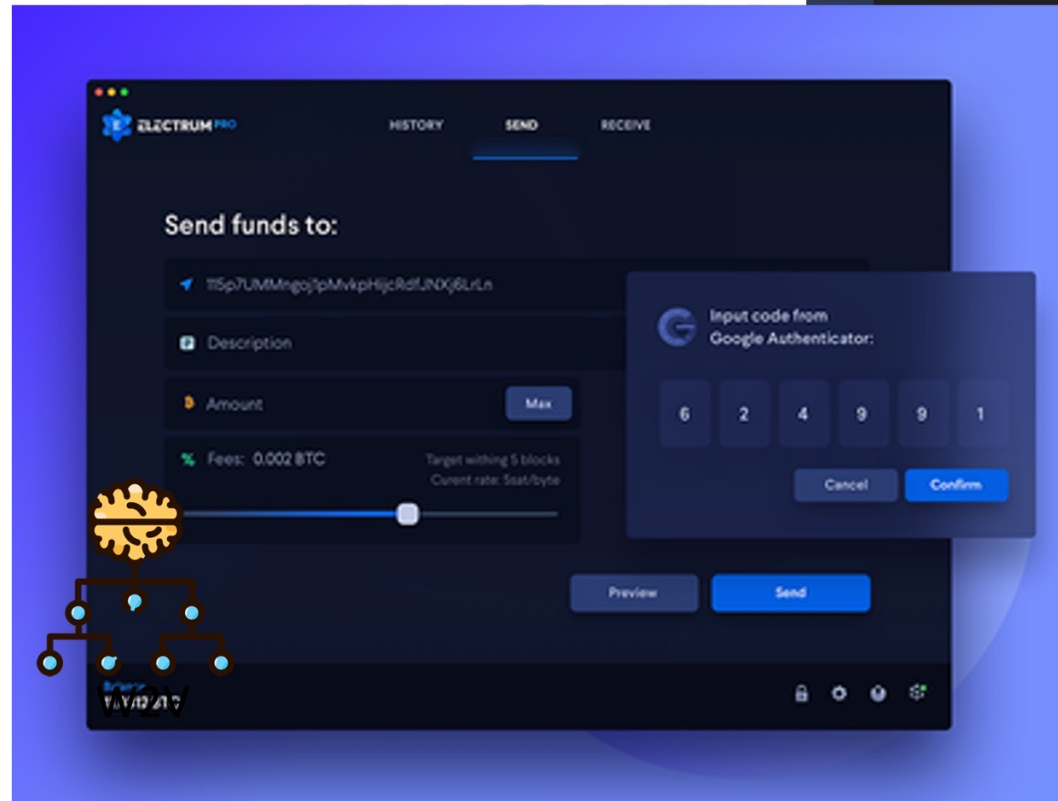 ELECTRUM PRO
HISTORY SEND RECEIVE
Send funds to:
Description
Amount
Max
Fees: 0.002 BTC
Target withing 5 blocks
Curent rate: 5sat/byte
Input code from
Google Authenticator:
6 2 4 9 9 1
Cancel Confirm
Preview Send
Balance
W2V